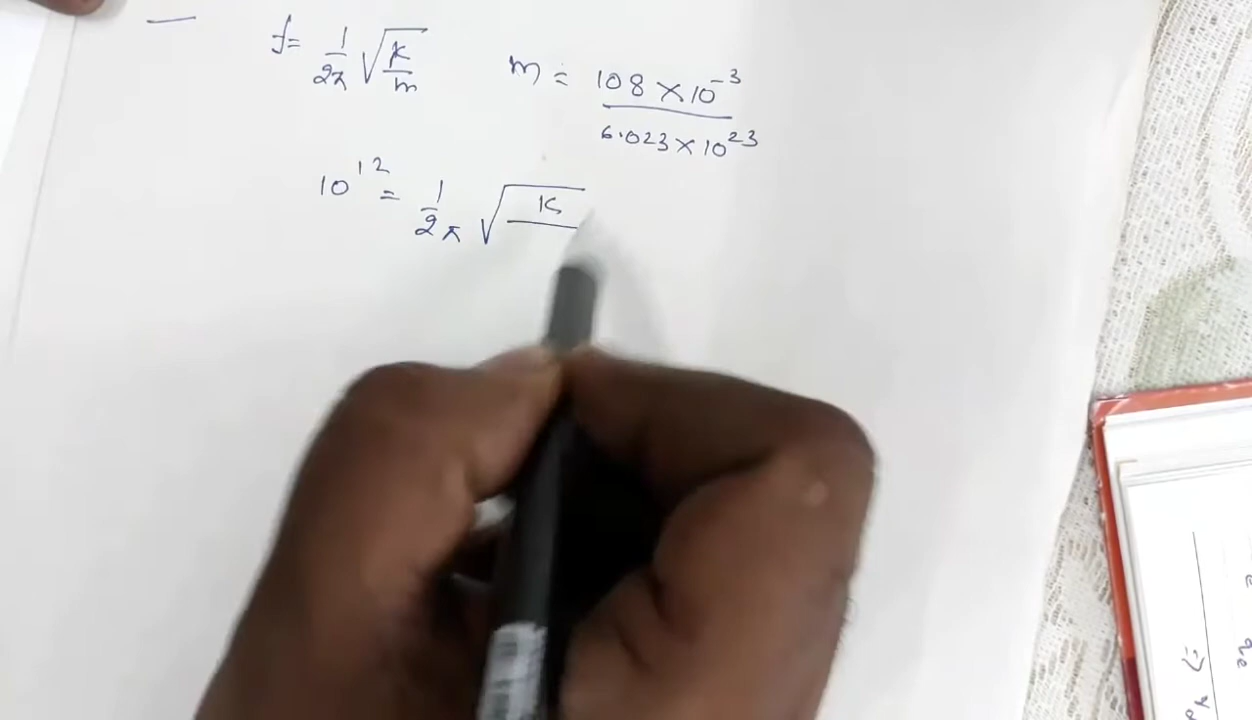 f = 1/2π √(k/m)
m = 108 × 10⁻³ / 6.023 × 10²³
10¹² = 1/2π √(K